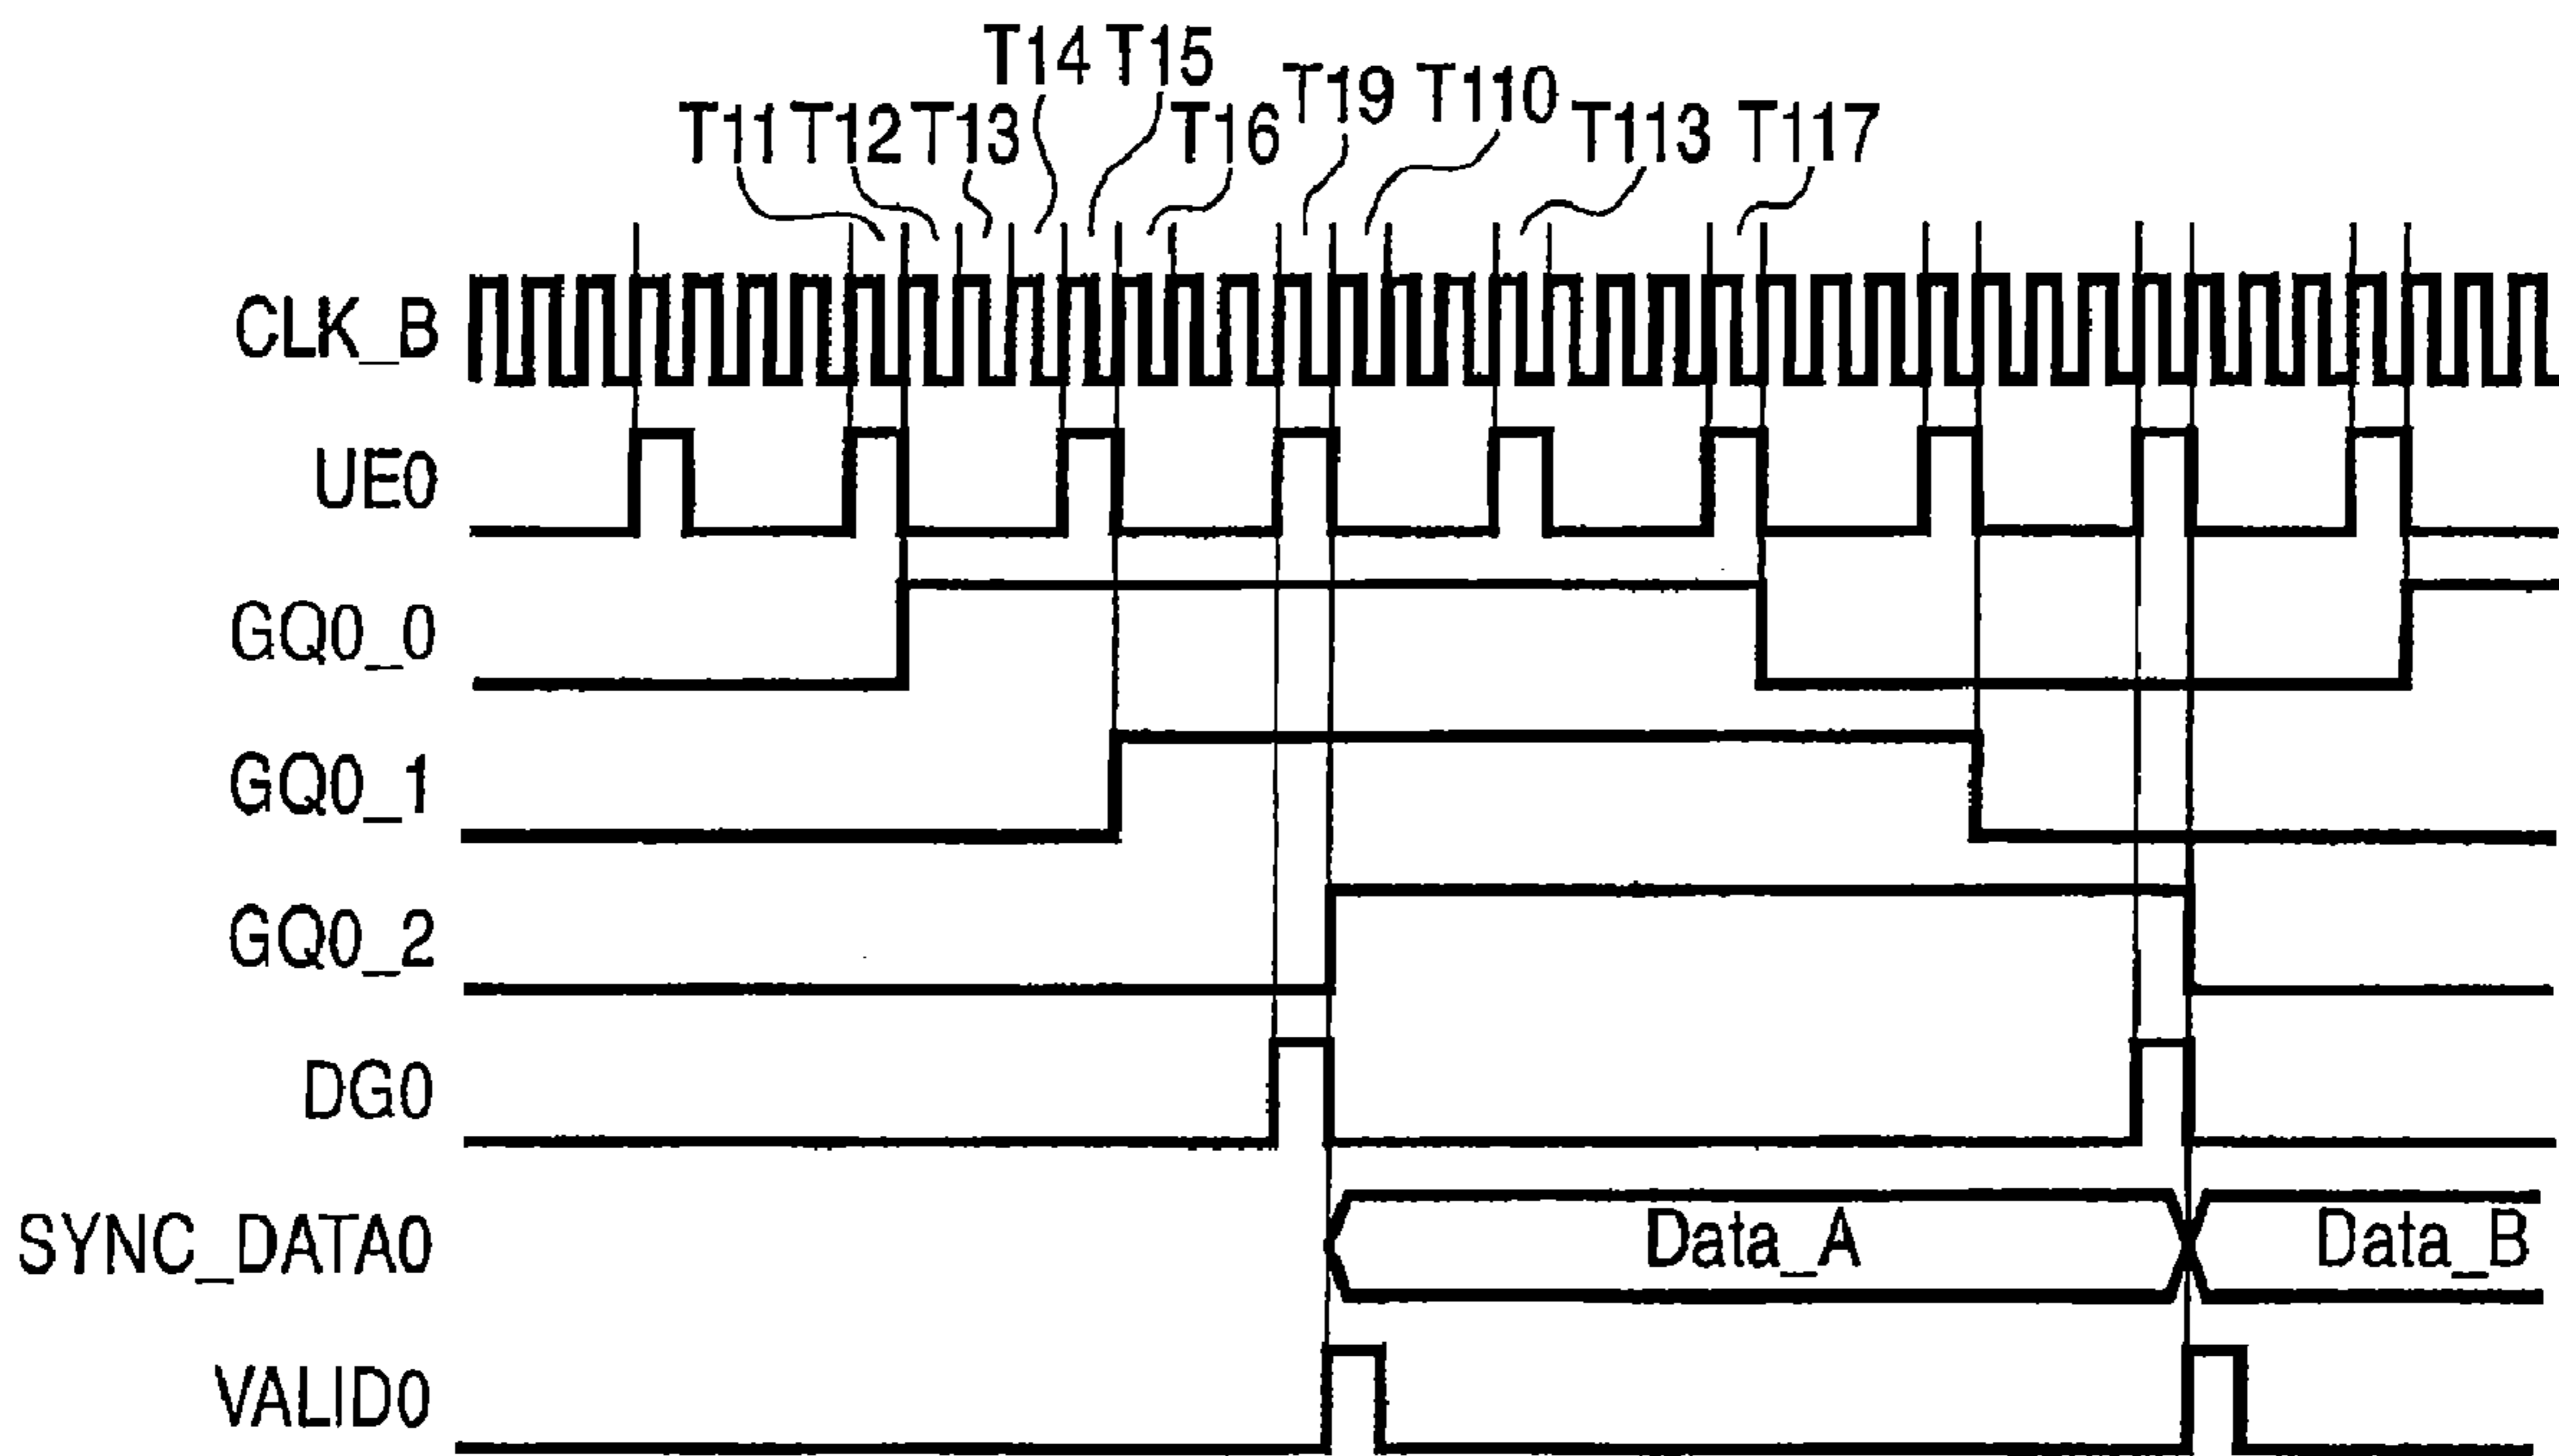 T14 T15
T19 T110
T11 T12 T13
T16
T113 T117
CLK_B
UE0
GQ0_0
GQ0_1
GQ0_2
DG0
SYNC_DATA0
Data_A
Data_B
VALID0